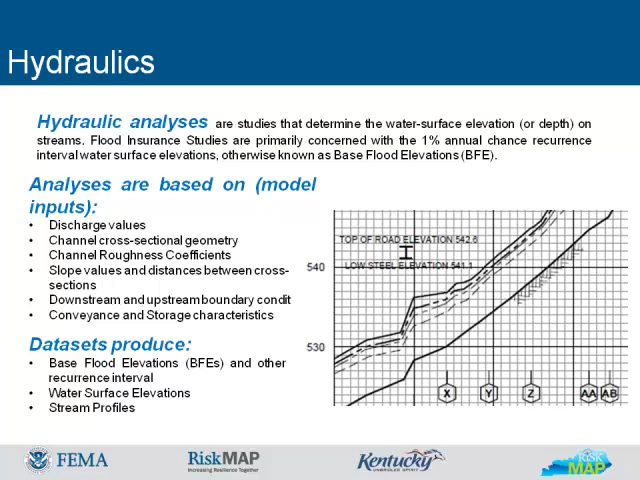 Hydraulics
Hydraulic analyses are studies that determine the water-surface elevation (or depth) on
streams. Flood Insurance Studies are primarily concerned with the 1% annual chance recurrence
interval water surface elevations, otherwise known as Base Flood Elevations (BFE).
Analyses are based on (model
inputs):
• Discharge values
• Channel cross-sectional geometry
• Channel Roughness Coefficients
• Slope values and distances between cross-
sections
• Downstream and upstream boundary condit
• Conveyance and Storage characteristics
Datasets produce:
• Base Flood Elevations (BFEs) and other
recurrence interval
• Water Surface Elevations
• Stream Profiles
TOP OF ROAD ELEVATION 542.6
LOW STEEL ELEVATION 541.1
540
530
X Y Z AA AB
FEMA
RiskMAP
Increasing Resilience Together
Kentucky
UNBRIDLED SPIRIT
RISK
MAP